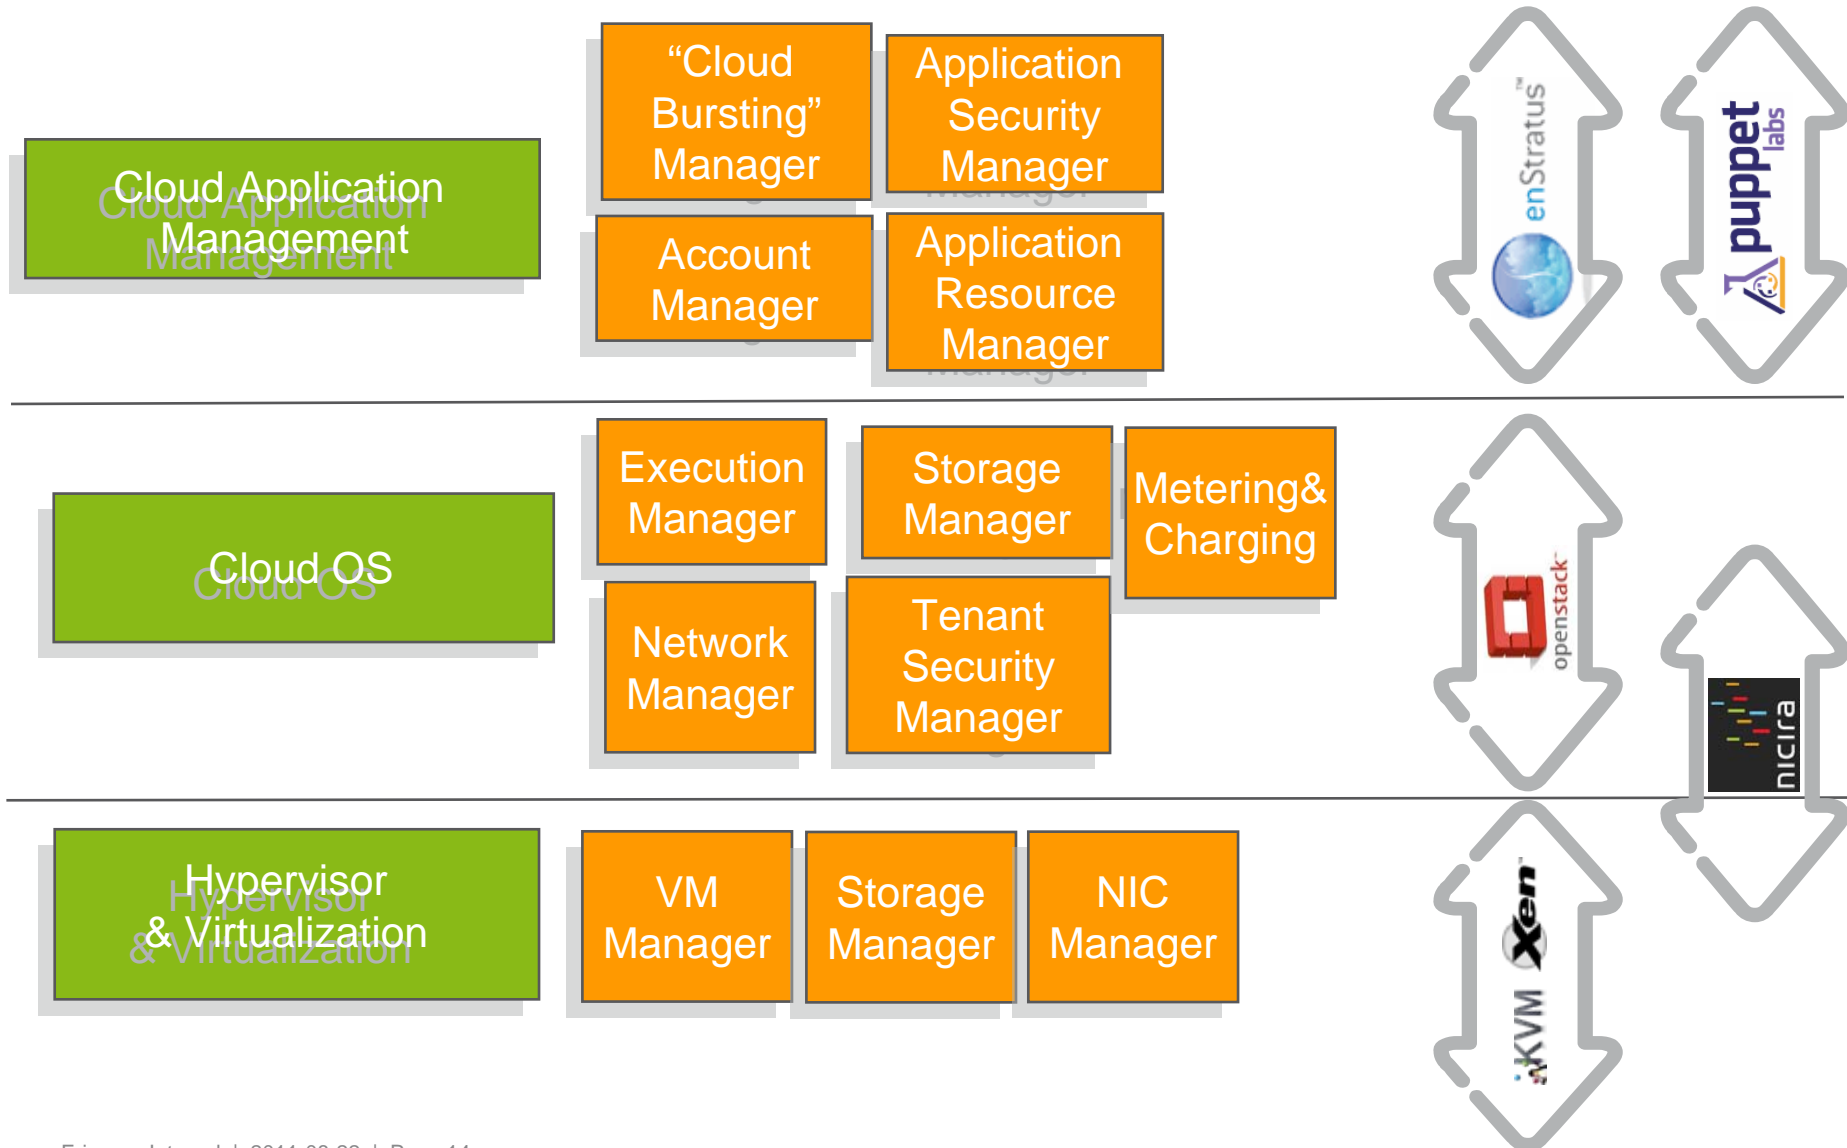 Cloud Application
Management
“Cloud
Bursting”
Manager
Application
Security
Manager
Account
Manager
Application
Resource
Manager
enStratus™
puppet
labs
Cloud OS
Execution
Manager
Storage
Manager
Metering&
Charging
Network
Manager
Tenant
Security
Manager
openstack
nicira
Hypervisor
& Virtualization
VM
Manager
Storage
Manager
NIC
Manager
KVM Xen